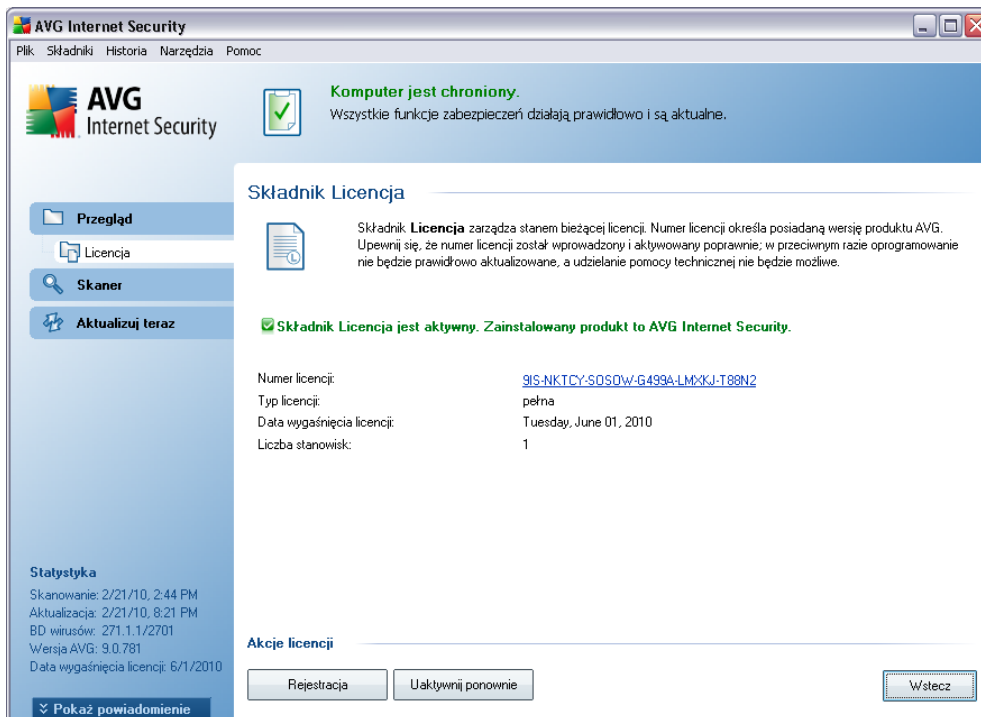 AVG Internet Security
Plik Składniki Historia Narzędzia Pomoc
AVG
Internet Security
Komputer jest chroniony.
Wszystkie funkcje zabezpieczeń działają prawidłowo i są aktualne.
Przegląd
Licencja
Skaner
Aktualizuj teraz
Składnik Licencja
Składnik Licencja zarządza stanem bieżącej licencji. Numer licencji określa posiadaną wersję produktu AVG.
Upewnij się, że numer licencji został wprowadzony i aktywowany poprawnie; w przeciwnym razie oprogramowanie
nie będzie prawidłowo aktualizowane, a udzielanie pomocy technicznej nie będzie możliwe.
Składnik Licencja jest aktywny. Zainstalowany produkt to AVG Internet Security.
Numer licencji: 9IS-NKTCY-SOSOW-G499A-LMXKJ-T88N2
Typ licencji: pełna
Data wygaśnięcia licencji: Tuesday, June 01, 2010
Liczba stanowisk: 1
Statystyka
Skanowanie: 2/21/10, 2:44 PM
Aktualizacja: 2/21/10, 8:21 PM
BD wirusów: 271.1.1/2701
Wersja AVG: 9.0.781
Data wygaśnięcia licencji: 6/1/2010
Pokaż powiadomienie
Akcje licencji
Rejestracja
Uaktywnij ponownie
Wstecz